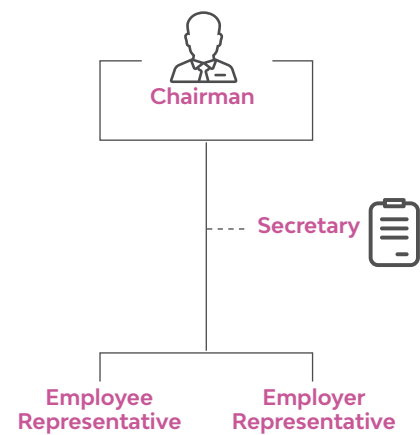 Chairman
Secretary
Employee
Representative
Employer
Representative